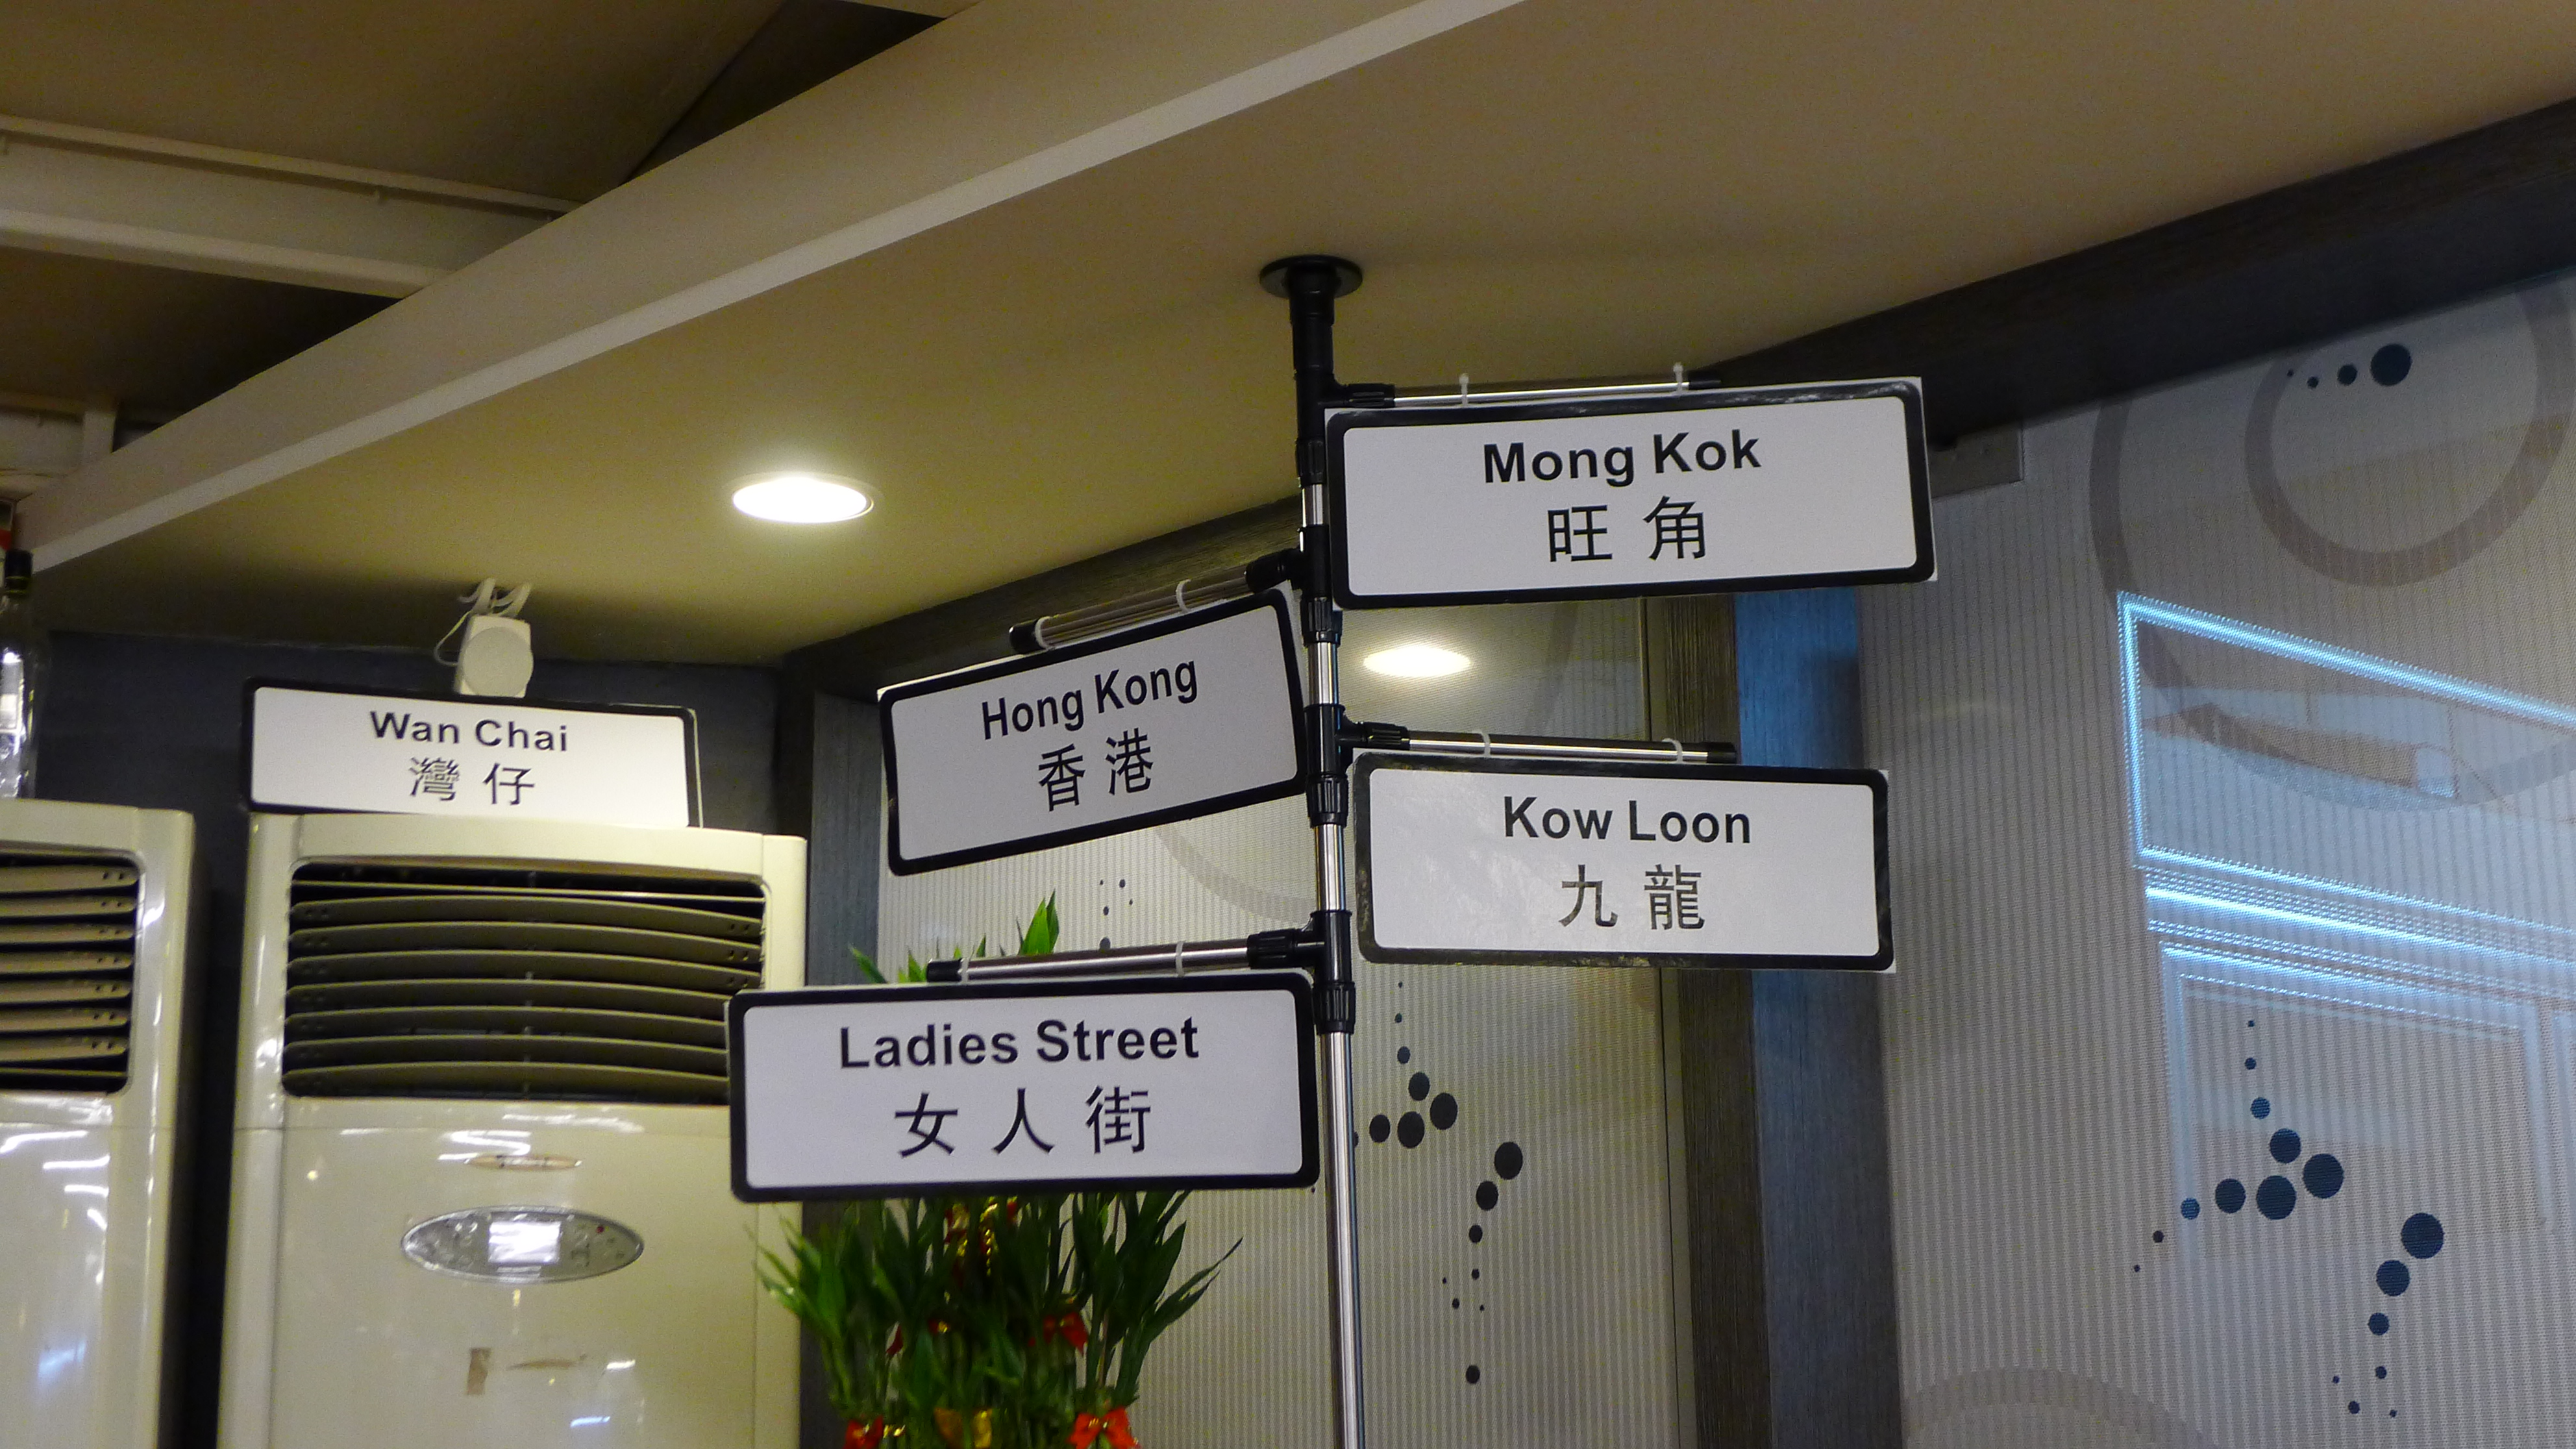 Mong Kok
旺角
Hong Kong
香港
Wan Chai
灣仔
Kow Loon
九龍
Ladies Street
女人街